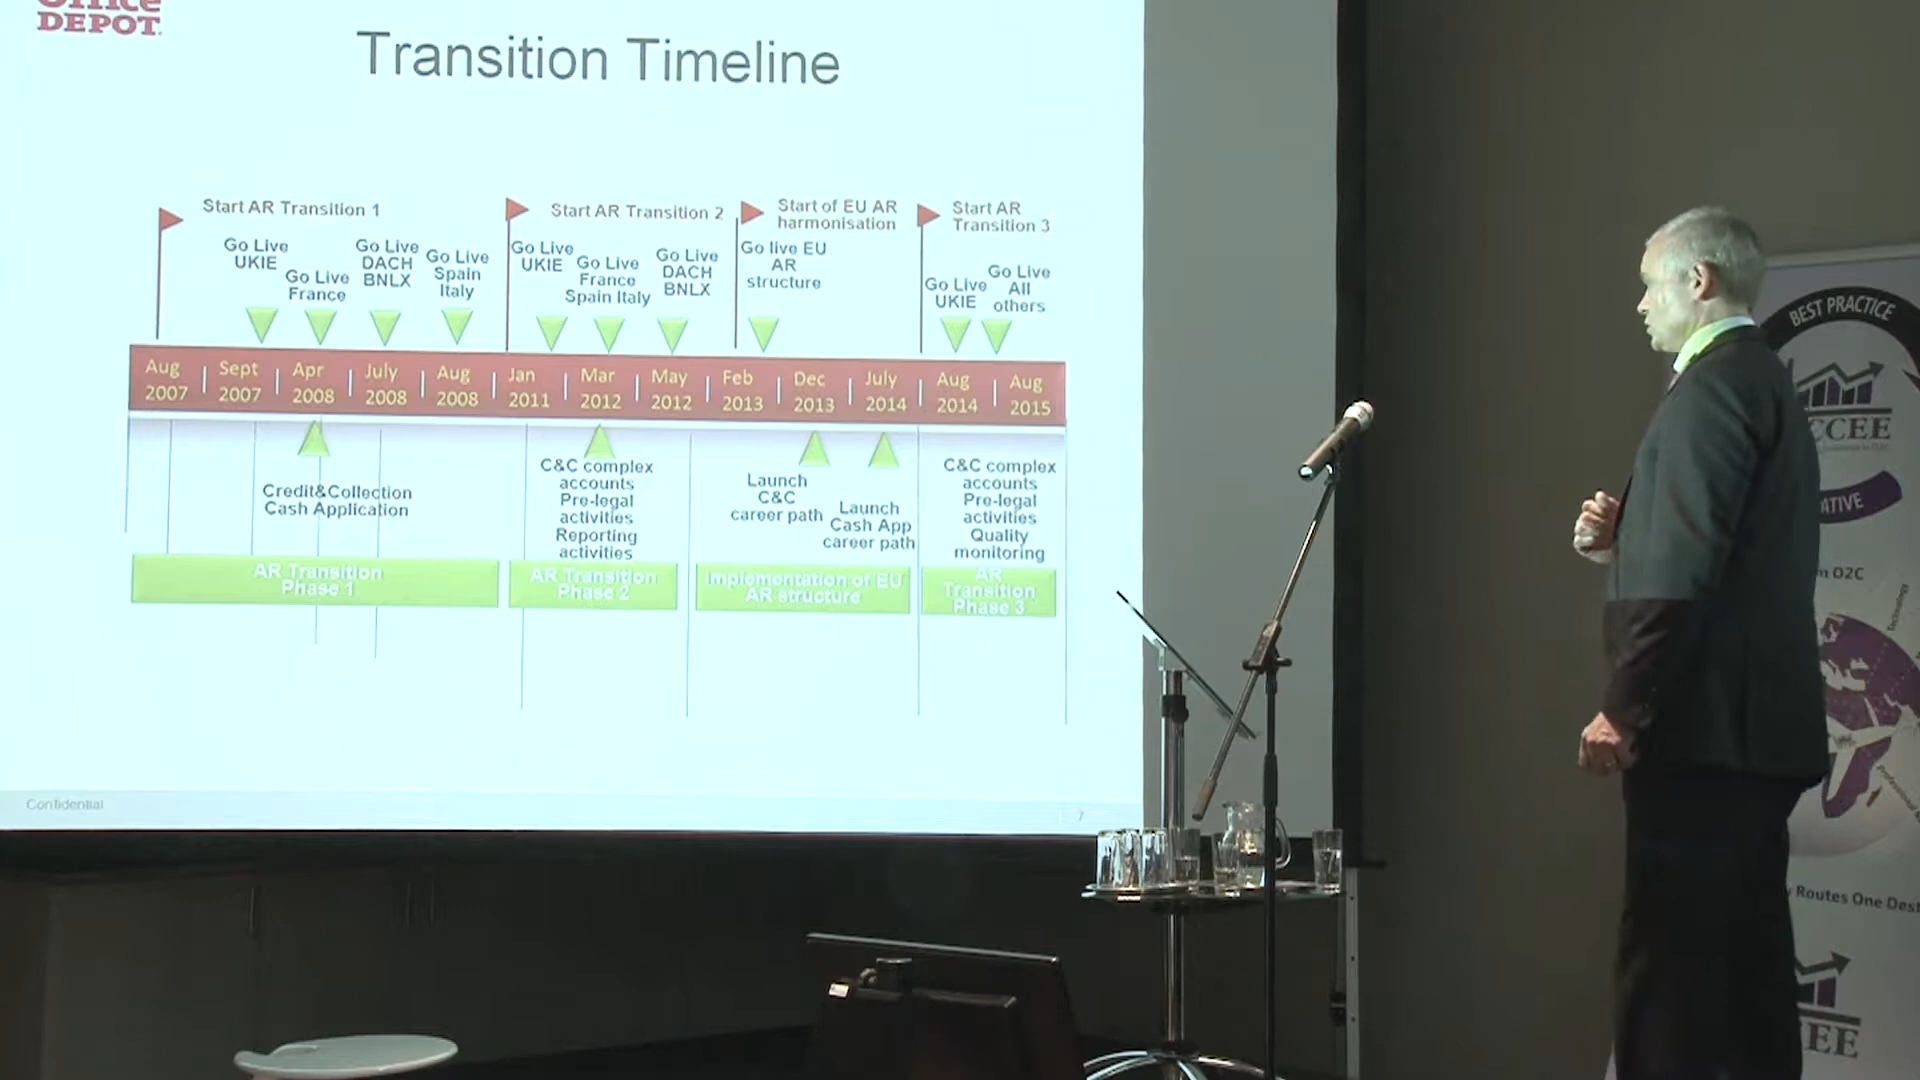 Office
DEPOT
Transition Timeline
Start AR Transition 1
Start AR Transition 2
Start of EU AR
harmonisation
Start AR
Transition 3
Go Live
UKIE
Go Live
France
Go Live
DACH
BNLX
Go Live
Spain
Italy
Go Live
UKIE
Go Live
France
Spain Italy
Go Live
DACH
BNLX
Go live EU
AR
structure
Go Live
UKIE
Go Live
All
others
Aug
2007
Sept
2007
Apr
2008
July
2008
Aug
2008
Jan
2011
Mar
2012
May
2012
Feb
2013
Dec
2013
July
2014
Aug
2014
Aug
2015
Credit&Collection
Cash Application
C&C complex
accounts
Pre-legal
activities
Reporting
activities
Launch
C&C
career path
Launch
Cash App
career path
C&C complex
accounts
Pre-legal
activities
Quality
monitoring
AR Transition
Phase 1
AR Transition
Phase 2
Implementation of EU
AR structure
AR
Transition
Phase 3
Confidential
7
BEST PRACTICE
CCEE
ATIVE
O2C
Technology
Routes One Dest
EE